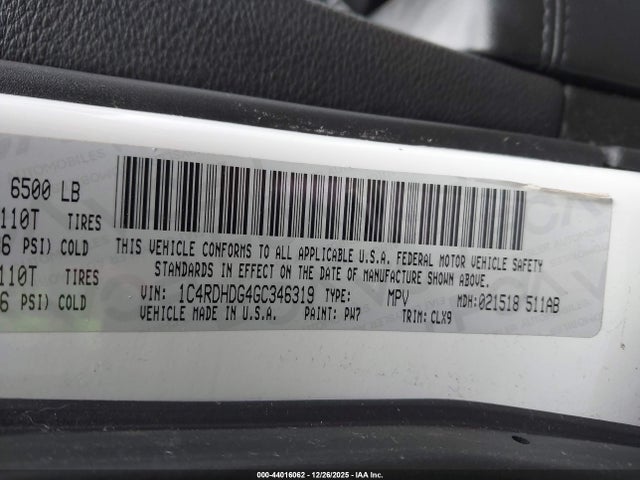 6500 LB
110T TIRES
6 PSI) COLD
110T TIRES
6 PSI) COLD
THIS VEHICLE CONFORMS TO ALL APPLICABLE U.S.A. FEDERAL MOTOR VEHICLE SAFETY
STANDARDS IN EFFECT ON THE DATE OF MANUFACTURE SHOWN ABOVE.
VIN: 1C4RDHDG4GC346319 TYPE: MPV MDH:021518 511AB
VEHICLE MADE IN U.S.A. PAINT: PW7 TRIM: CLX9
000-44016062 - 12/26/2025 - IAA Inc.